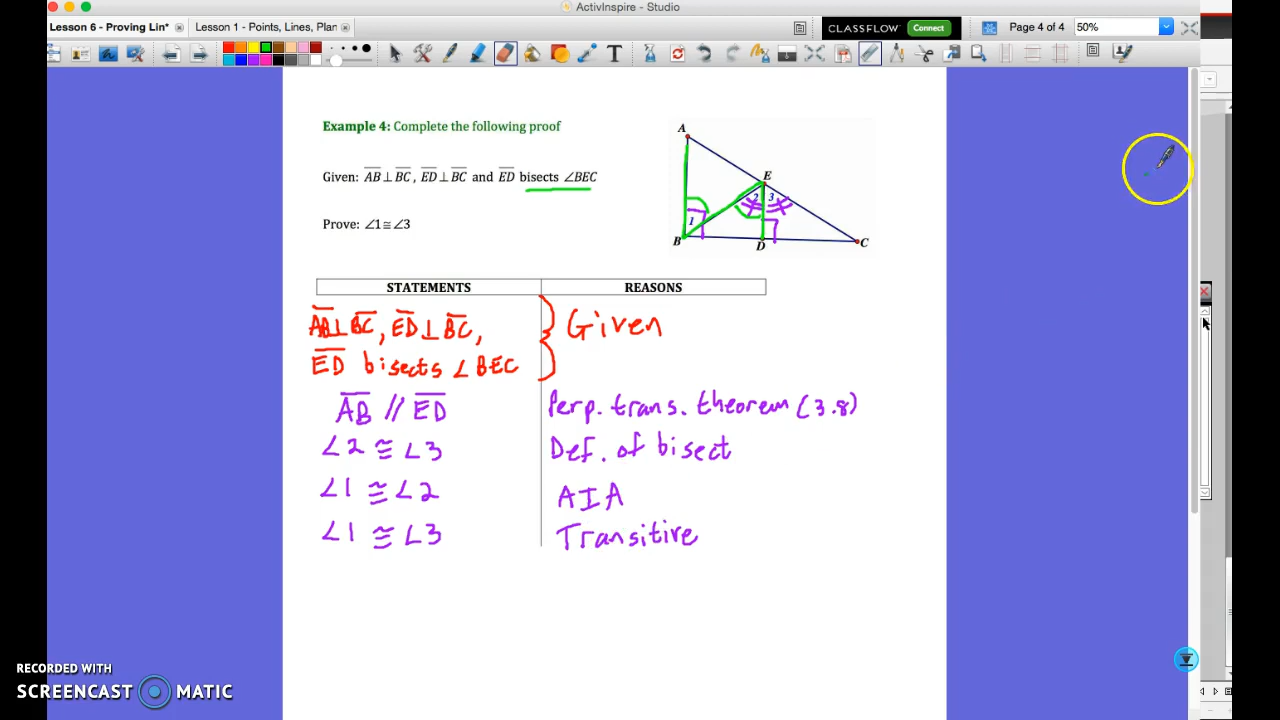 ActivInspire - Studio
Lesson 6 - Proving Lin*
Lesson 1 - Points, Lines, Plan
CLASSFLOW Connect
Page 4 of 4
50%
T
Example 4: Complete the following proof
Given: AB ⊥ BC, ED ⊥ BC and ED bisects ∠BEC
Prove: ∠1 ≅ ∠3
A
E
2 3
1
B
D
C
STATEMENTS REASONS
AB ⊥ BC, ED ⊥ BC, Given
ED bisects ∠BEC
AB // ED Perp. trans. theorem (3.8)
∠2 ≅ ∠3 Def. of bisect
∠1 ≅ ∠2 AIA
∠1 ≅ ∠3 Transitive
RECORDED WITH
SCREENCAST MATIC